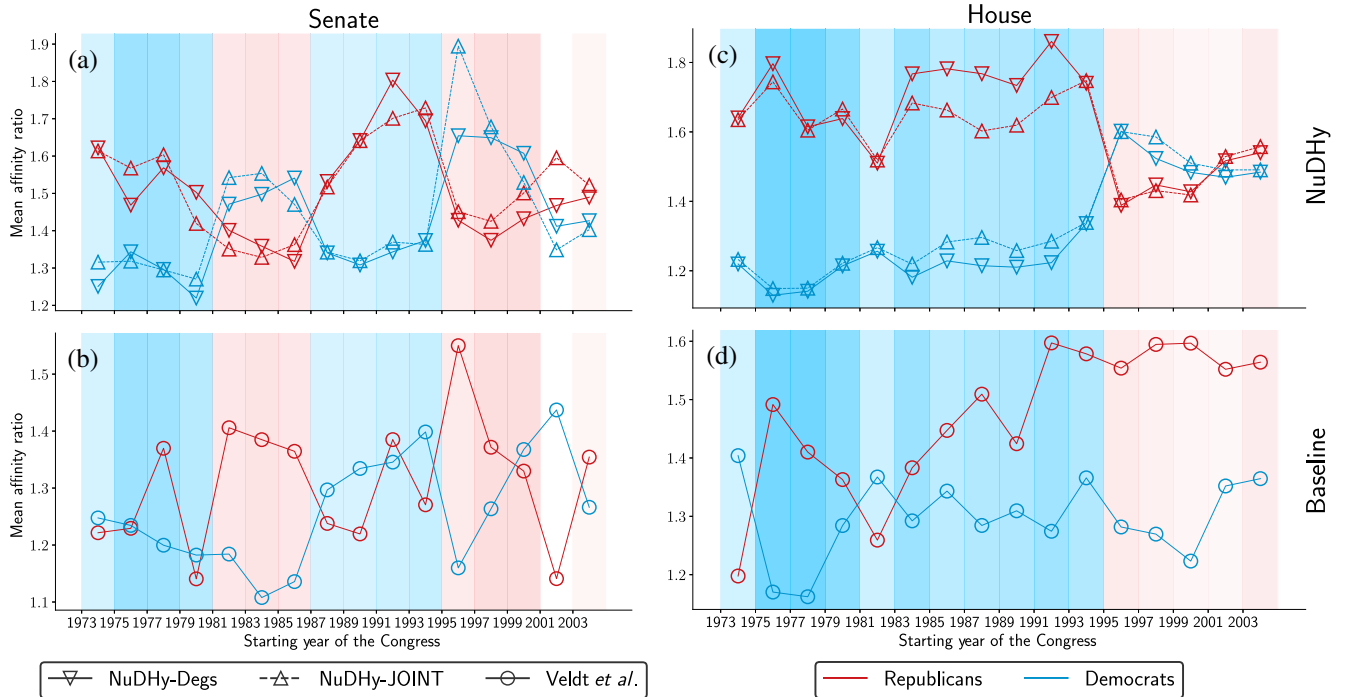 Senate
House
(a)
1.9
1.8
1.7
1.6
1.5
1.4
1.3
1.2
Mean affinity ratio
(c)
1.8
1.6
1.4
1.2
NuDHy
(b)
1.5
1.4
1.3
1.2
1.1
Mean affinity ratio
1973 1975 1977 1979 1981 1983 1985 1987 1989 1991 1993 1995 1997 1999 2001 2003
Starting year of the Congress
(d)
1.6
1.5
1.4
1.3
1.2
Baseline
1973 1975 1977 1979 1981 1983 1985 1987 1989 1991 1993 1995 1997 1999 2001 2003
Starting year of the Congress
NuDHy-Degs NuDHy-JOINT Veldt et al.
Republicans Democrats